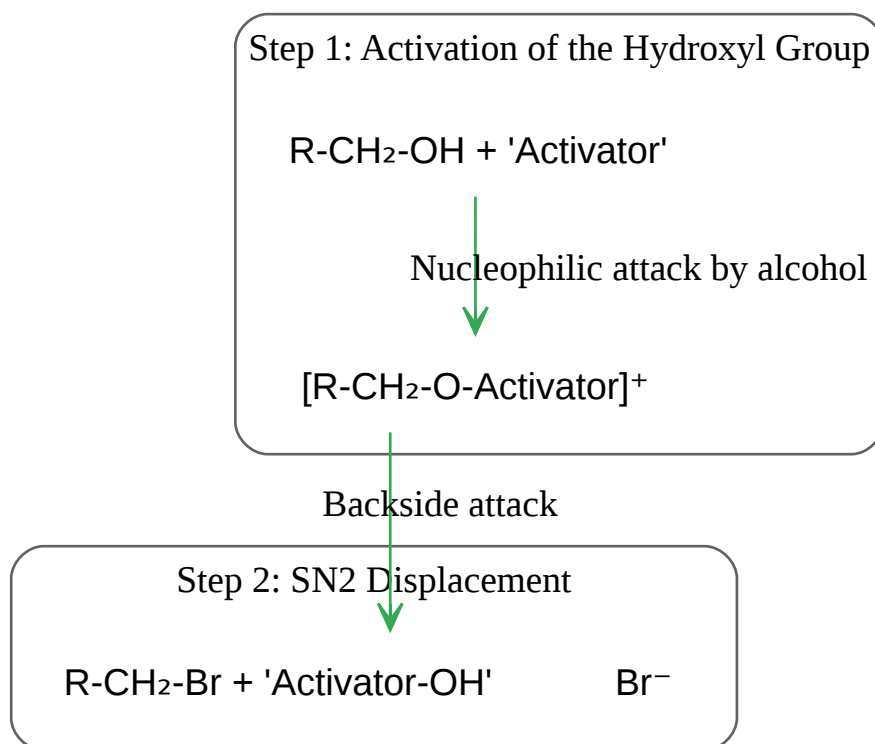 Step 1: Activation of the Hydroxyl Group
R-CH₂-OH + 'Activator'
Nucleophilic attack by alcohol
[R-CH₂-O-Activator]⁺
Backside attack
Step 2: SN2 Displacement
R-CH₂-Br + 'Activator-OH' Br⁻